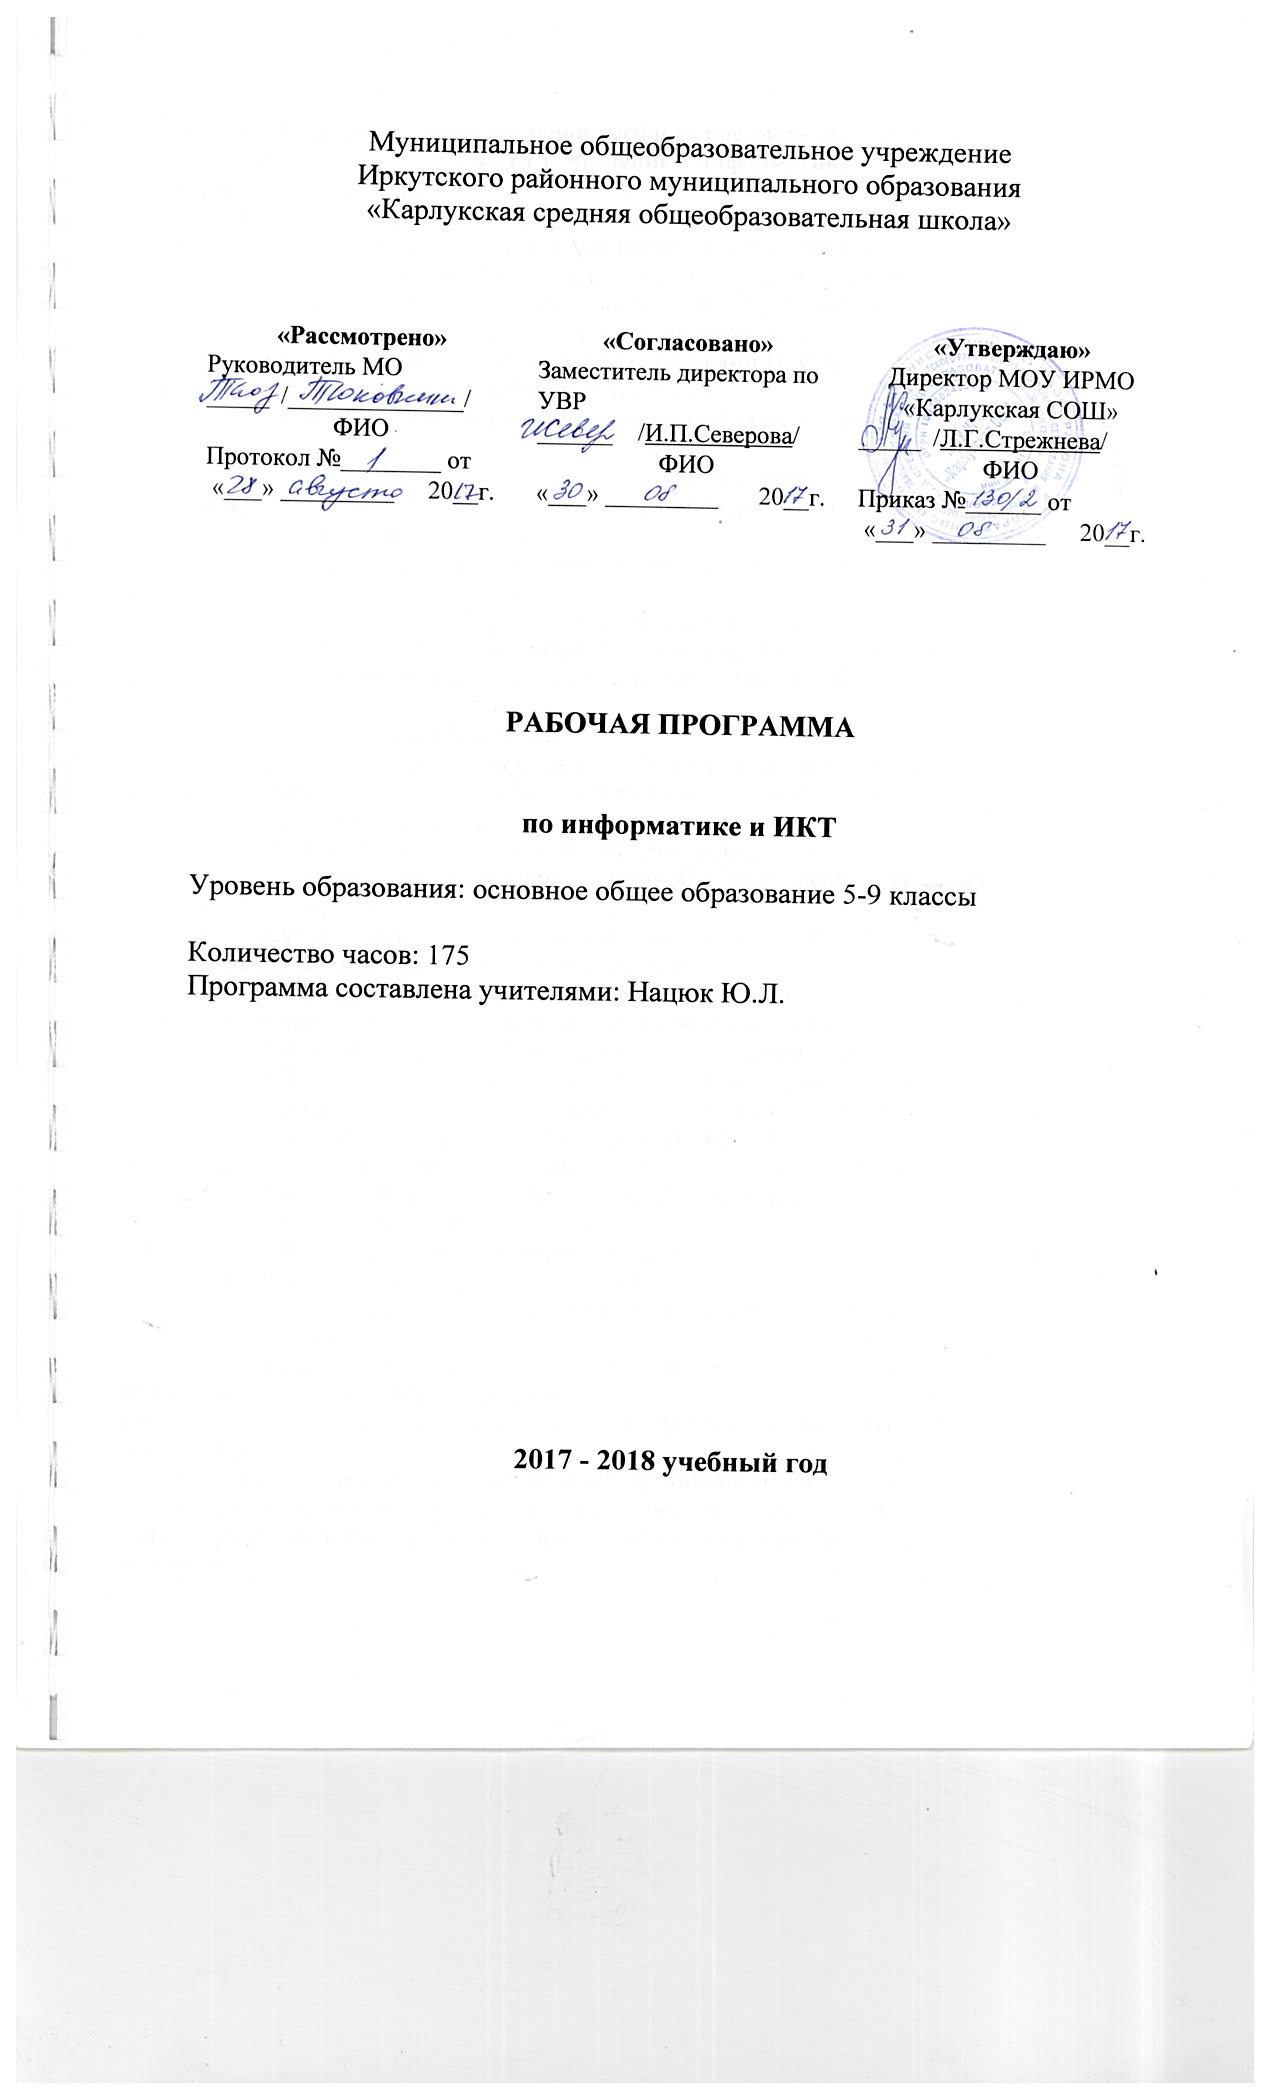 Муниципальное общеобразовательное учреждение
Иркутского районного муниципального образования
«Карлукская средняя общеобразовательная школа»
«Рассмотрено»
Руководитель МО
/ /
ФИО
Протокол № 1 от
«28» августа 2017г.
«Согласовано»
Заместитель директора по
УВР
/И.П.Северова/
ФИО
«30» 08 2017г.
«Утверждаю»
Директор МОУ ИРМО
«Карлукская СОШ»
/Л.Г.Стрежнева/
ФИО
Приказ № 130/2 от
«31» 08 2017г.
РАБОЧАЯ ПРОГРАММА
по информатике и ИКТ
Уровень образования: основное общее образование 5-9 классы
Количество часов: 175
Программа составлена учителями: Нацюк Ю.Л.
2017 - 2018 учебный год